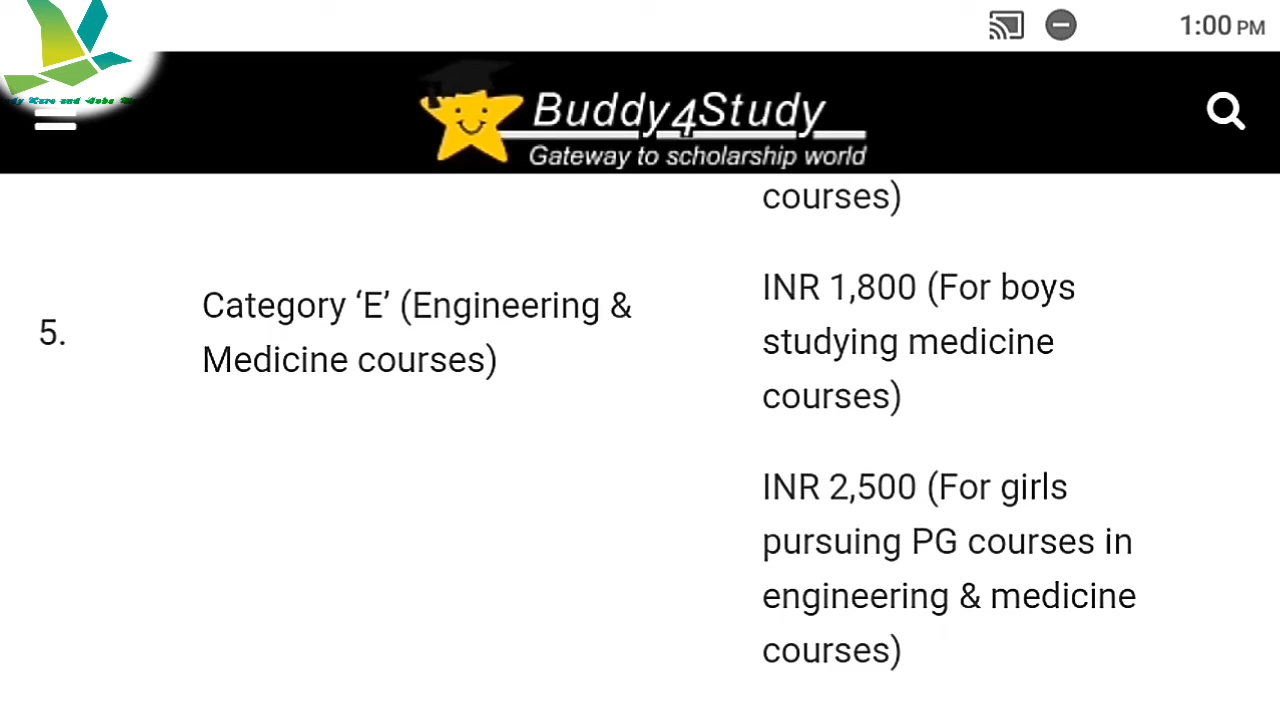 1:00 PM
Buddy4Study
Gateway to scholarship world
courses)
5.
Category ‘E’ (Engineering &
Medicine courses)
INR 1,800 (For boys
studying medicine
courses)
INR 2,500 (For girls
pursuing PG courses in
engineering & medicine
courses)